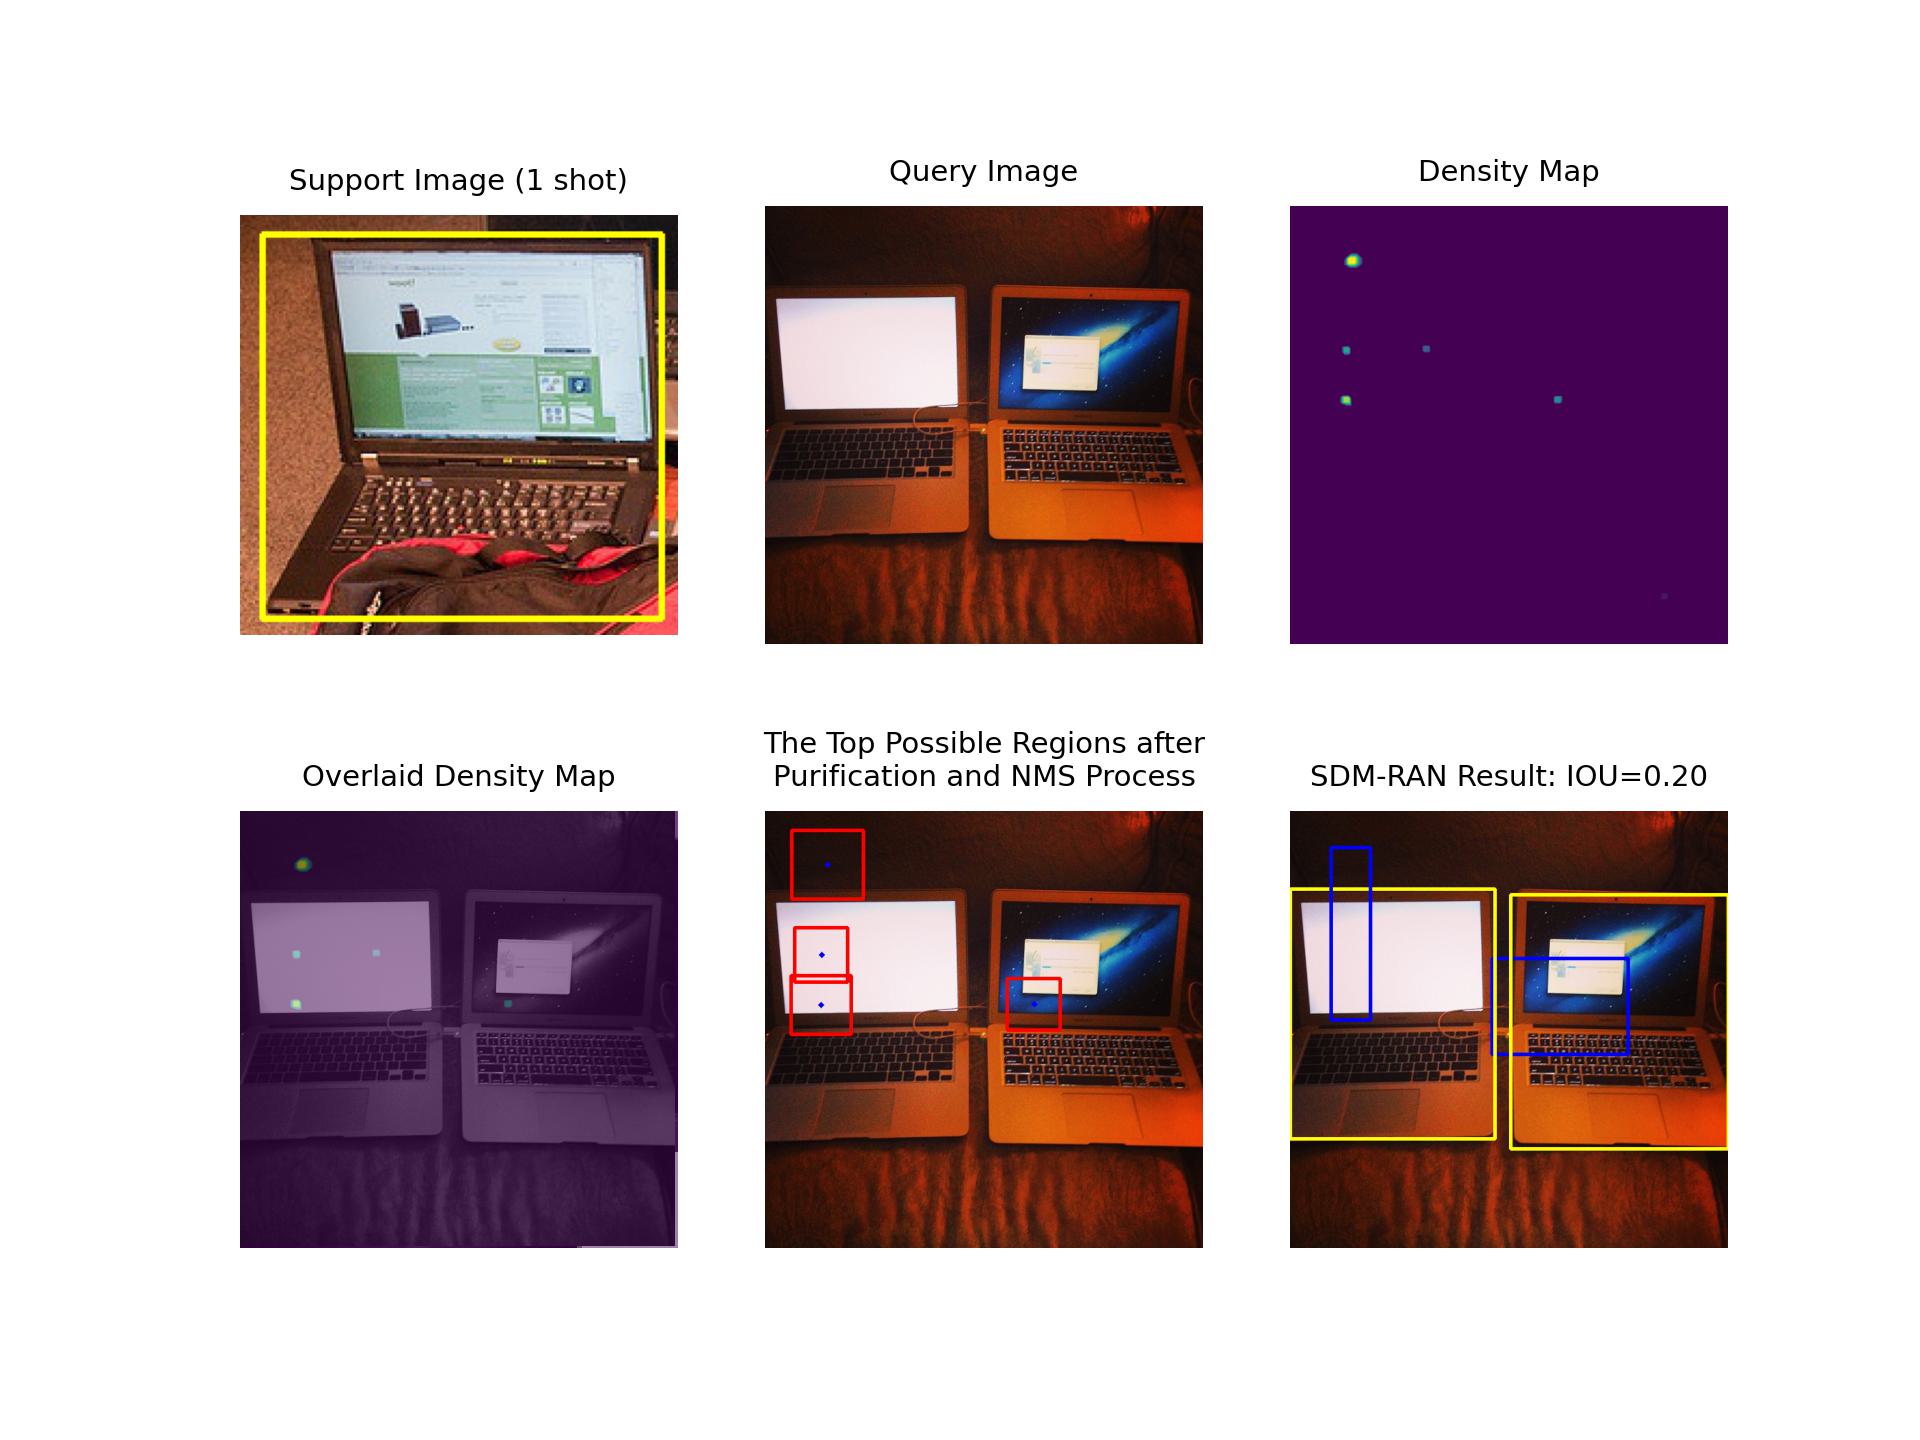 Support Image (1 shot)
Query Image
Density Map
woot!
Overlaid Density Map
The Top Possible Regions after
Purification and NMS Process
SDM-RAN Result: IOU=0.20